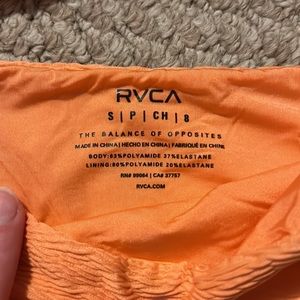 RVCA
S | P | CH | 8
THE BALANCE OF OPPOSITES
MADE IN CHINA | HECHO EN CHINA | FABRIQUÉ EN CHINE
BODY: 63% POLYAMIDE 37% ELASTANE
LINING: 80% POLYAMIDE 20% ELASTANE
RN# 99064 | CA# 37757
RVCA.COM